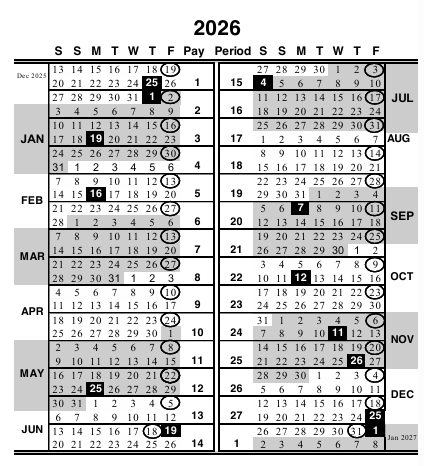 2026
S S M T W T F Pay Period S S M T W T F
Dec 2025 13 14 15 16 17 18 19 27 28 29 30 1 2 3
20 21 22 23 24 25 26 1 15 4 5 6 7 8 9 10
27 28 29 30 31 1 2 11 12 13 14 15 16 17 JUL
3 4 5 6 7 8 9 2 16 18 19 20 21 22 23 24
10 11 12 13 14 15 16 25 26 27 28 29 30 31
JAN 17 18 19 20 21 22 23 3 17 1 2 3 4 5 6 7 AUG
24 25 26 27 28 29 30 8 9 10 11 12 13 14
31 1 2 3 4 5 6 4 18 15 16 17 18 19 20 21
7 8 9 10 11 12 13 22 23 24 25 26 27 28
FEB 14 15 16 17 18 19 20 5 19 29 30 31 1 2 3 4
21 22 23 24 25 26 27 5 6 7 8 9 10 11 SEP
28 1 2 3 4 5 6 6 20 12 13 14 15 16 17 18
7 8 9 10 11 12 13 19 20 21 22 23 24 25
MAR 14 15 16 17 18 19 20 7 21 26 27 28 29 30 1 2
21 22 23 24 25 26 27 3 4 5 6 7 8 9
28 29 30 31 1 2 3 8 22 10 11 12 13 14 15 16 OCT
4 5 6 7 8 9 10 17 18 19 20 21 22 23
APR 11 12 13 14 15 16 17 9 23 24 25 26 27 28 29 30
18 19 20 21 22 23 24 31 1 2 3 4 5 6
25 26 27 28 29 30 1 10 24 7 8 9 10 11 12 13
2 3 4 5 6 7 8 14 15 16 17 18 19 20 NOV
9 10 11 12 13 14 15 11 25 21 22 23 24 25 26 27
MAY 16 17 18 19 20 21 22 28 29 30 1 2 3 4
23 24 25 26 27 28 29 12 26 5 6 7 8 9 10 11 DEC
30 31 1 2 3 4 5 12 13 14 15 16 17 18
6 7 8 9 10 11 12 13 27 19 20 21 22 23 24 25
JUN 13 14 15 16 17 18 19 26 27 28 29 30 31 1 Jan 2027
20 21 22 23 24 25 26 14 1 2 3 4 5 6 7 8